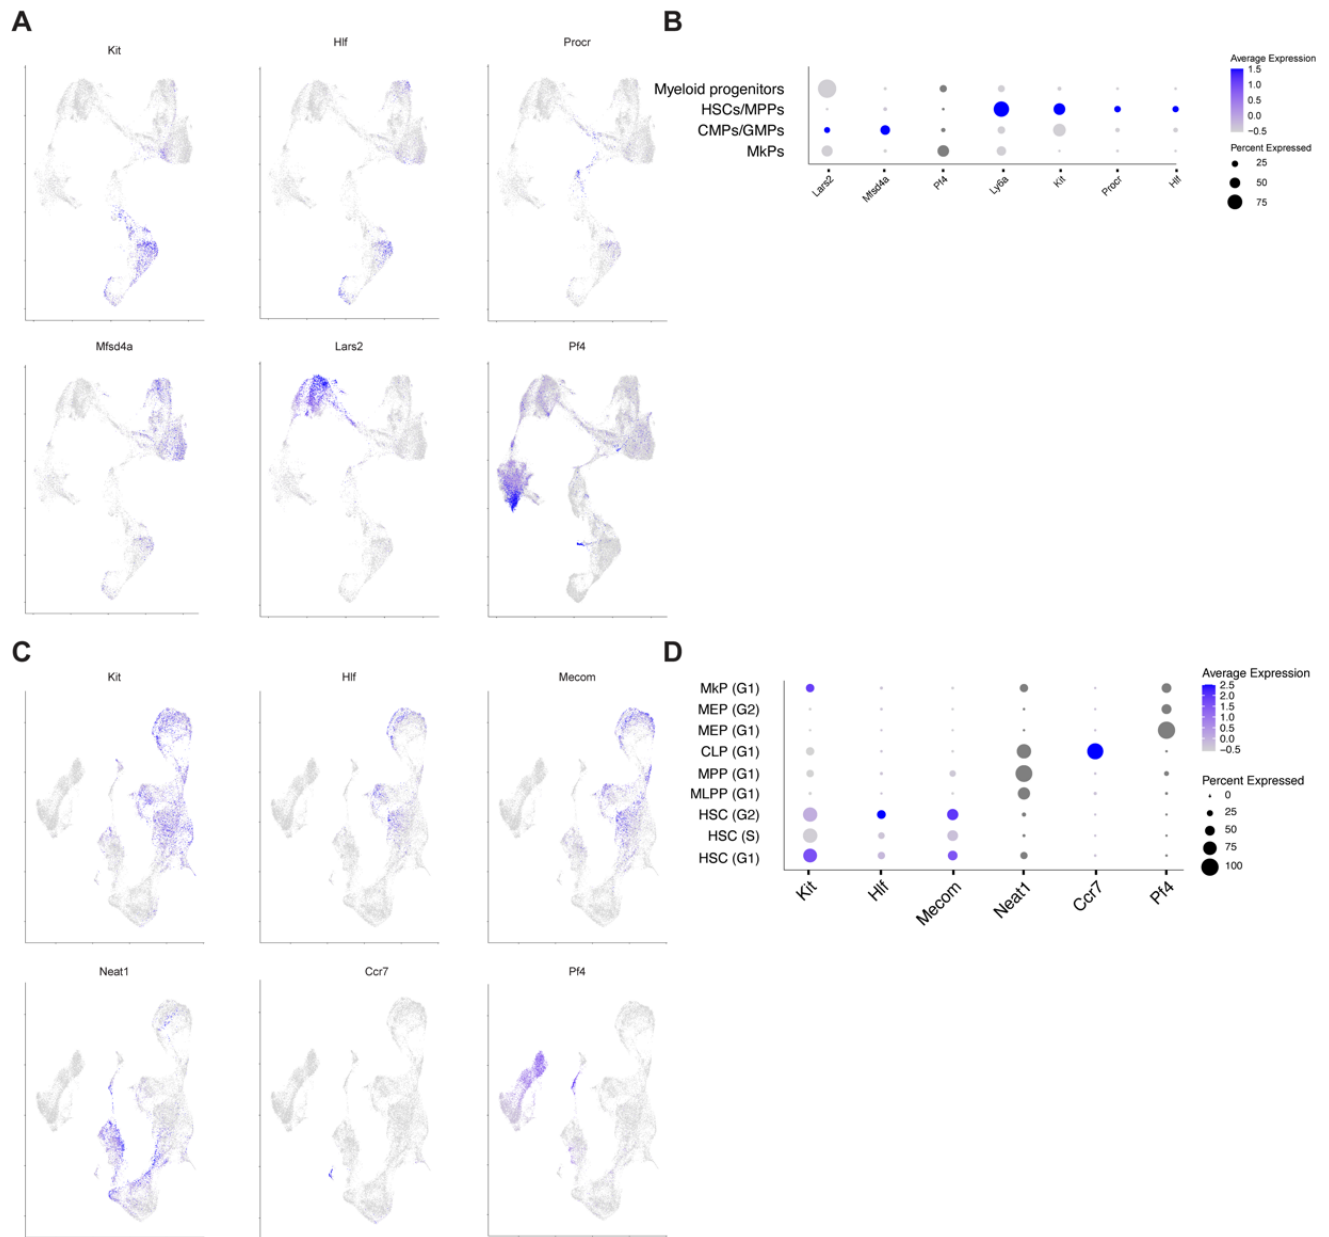 A
Kit
Hlf
Procr
Mfsd4a
Lars2
Pf4
B
Myeloid progenitors
HSCs/MPPs
CMPs/GMPs
MkPs
Lars2
Mfsd4a
Pf4
Ly6a
Kit
Procr
Hlf
Average Expression
1.5
1.0
0.5
0.0
−0.5
Percent Expressed
25
50
75
C
Kit
Hlf
Mecom
Neat1
Ccr7
Pf4
D
MkP (G1)
MEP (G2)
MEP (G1)
CLP (G1)
MPP (G1)
MLPP (G1)
HSC (G2)
HSC (S)
HSC (G1)
Kit
Hlf
Mecom
Neat1
Ccr7
Pf4
Average Expression
2.5
2.0
1.5
1.0
0.5
0.0
−0.5
Percent Expressed
0
25
50
75
100